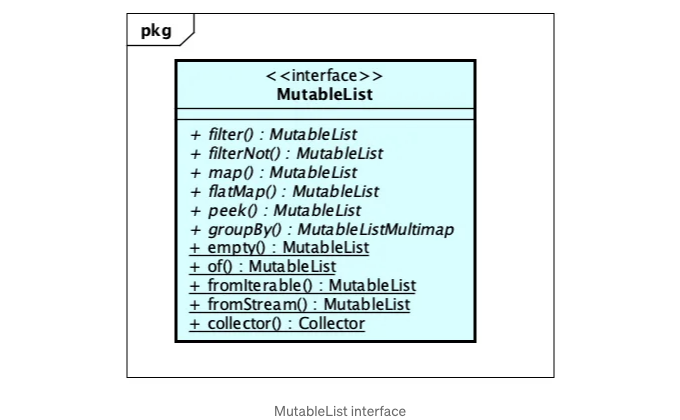 pkg
<<interface>>
MutableList
+ filter() : MutableList
+ filterNot() : MutableList
+ map() : MutableList
+ flatMap() : MutableList
+ peek() : MutableList
+ groupBy() : MutableListMultimap
+ empty() : MutableList
+ of() : MutableList
+ fromIterable() : MutableList
+ fromStream() : MutableList
+ collector() : Collector
MutableList interface